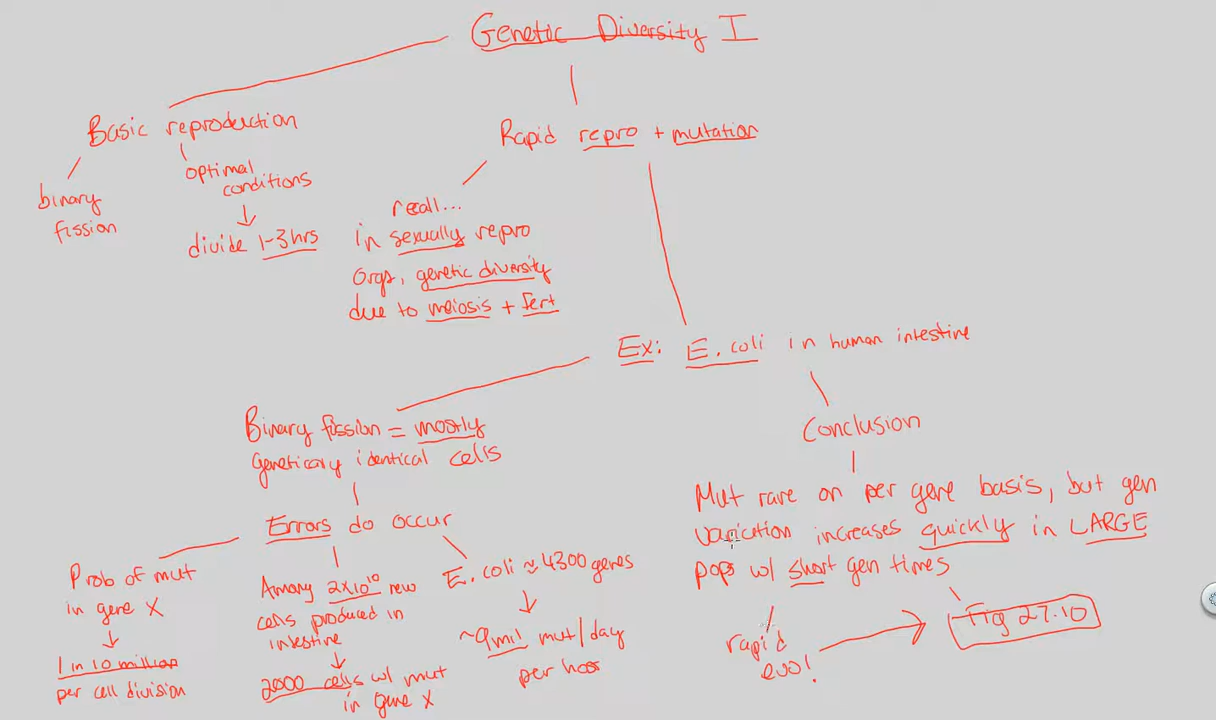 Genetic Diversity I
Basic reproduction
binary
fission
optimal
conditions
divide 1-3hrs
Rapid repro + mutation
recall...
in sexually repro
Orgs, genetic diversity
due to meiosis + fert
Ex: E. coli in human intestine
Binary fission = mostly
genetically identical cells
Errors do occur
Prob of mut
in gene X
1 in 10 million
per cell division
Among 2x10¹⁰ new
cells produced in
intestine
2000 cells w/ mut
in gene X
E. coli ≈ 4300 genes
~9mil mut/day
per host
Conclusion
Mut rare on per gene basis, but gen
variation increases quickly in LARGE
pops w/ short gen times
rapid
evo!
Fig 27.10